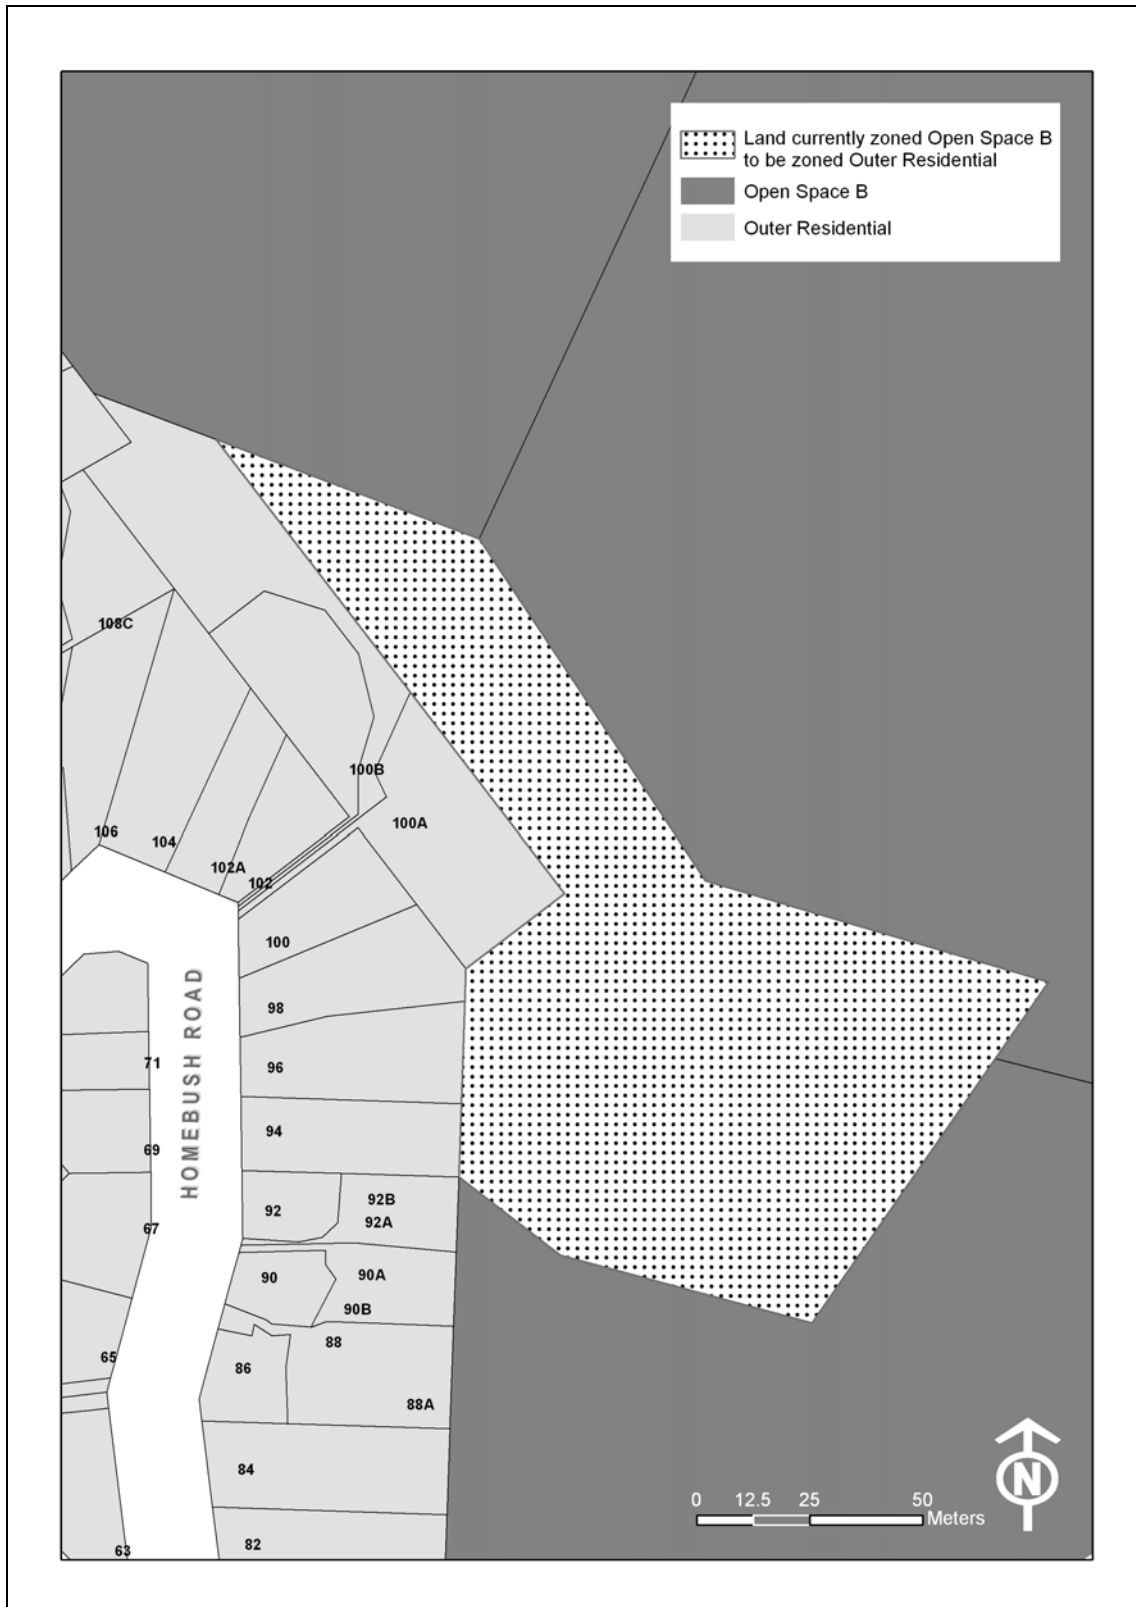 Land currently zoned Open Space B
to be zoned Outer Residential
Open Space B
Outer Residential
108C
100B
100A
106
104
102A
102
100
98
HOMEBUSH ROAD
96
71
94
69
92B
92
92A
67
90
90A
90B
88
65
86
88A
84
N
0 12.5 25 50
Meters
82
63